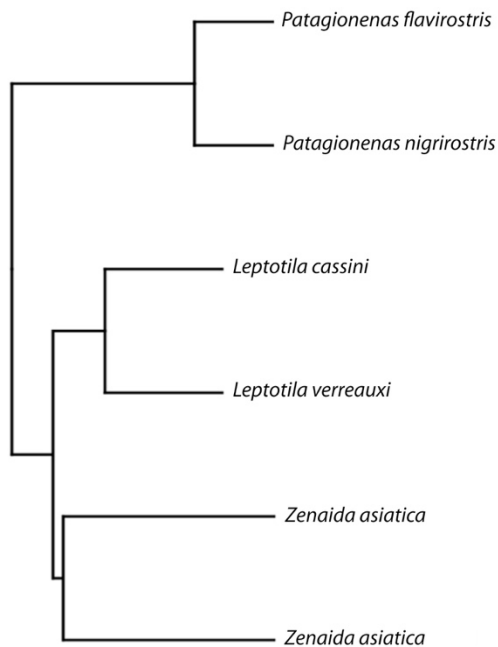 Patagionenas flavirostris
Patagionenas nigrirostris
Leptotila cassini
Leptotila verreauxi
Zenaida asiatica
Zenaida asiatica